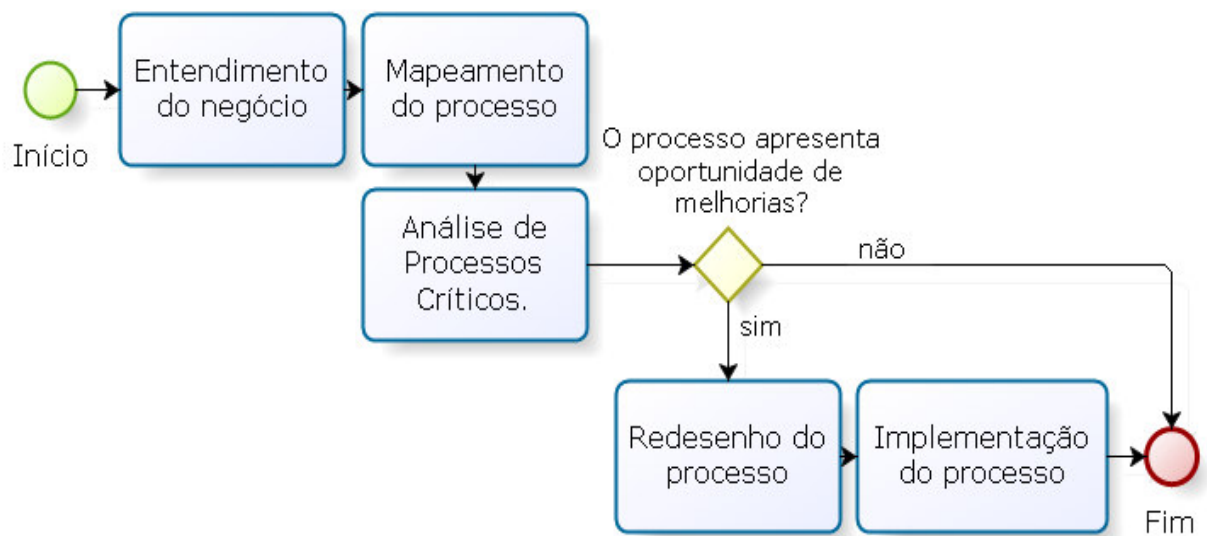 Início
Entendimento
do negócio
Mapeamento
do processo
Análise de
Processos
Críticos.
O processo apresenta
oportunidade de
melhorias?
não
sim
Redesenho do
processo
Implementação
do processo
Fim